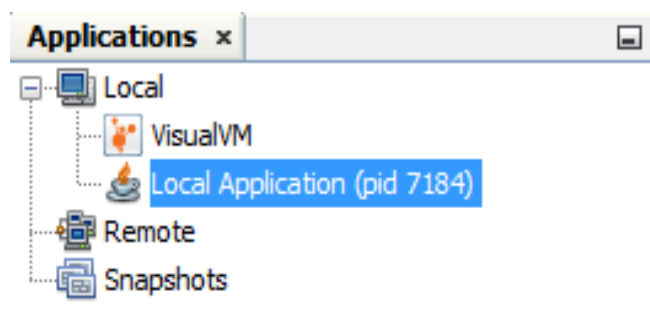 Applications ×
Local
VisualVM
Local Application (pid 7184)
Remote
Snapshots